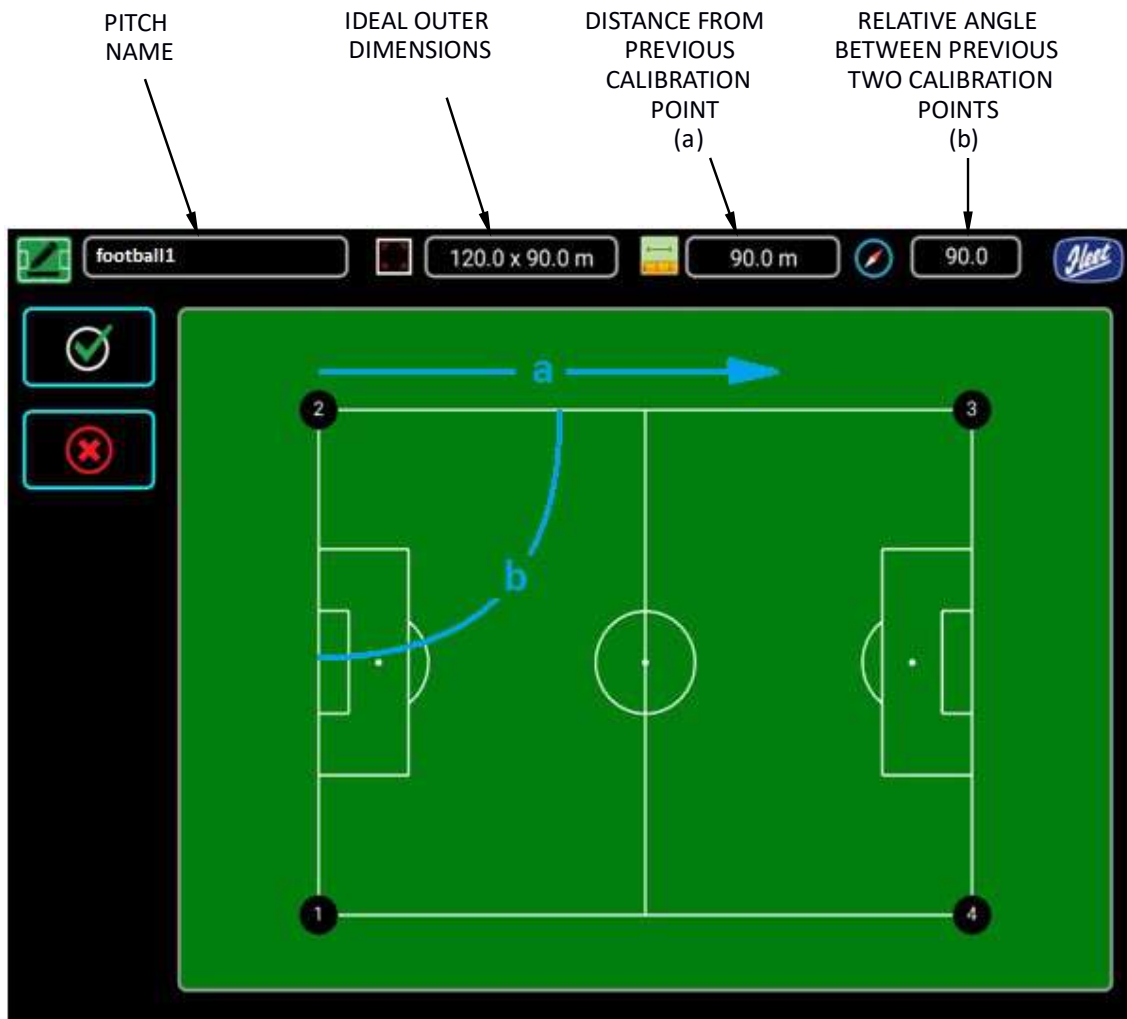 PITCH
NAME
IDEAL OUTER
DIMENSIONS
DISTANCE FROM
PREVIOUS
CALIBRATION
POINT
(a)
RELATIVE ANGLE
BETWEEN PREVIOUS
TWO CALIBRATION
POINTS
(b)
football1
120.0 x 90.0 m
90.0 m
90.0
fleet
a
2
3
b
1
4